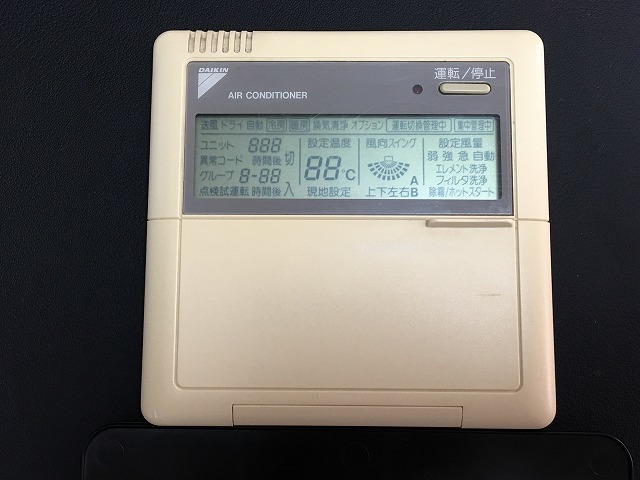 DAIKIN
AIR CONDITIONER
運転/停止
送風 ドライ 自動 冷房 暖房 換気清浄 オプション 運転切換管理中 集中管理中
ユニット 888 設定温度 風向スイング 設定風量
異常コード 時間後 切 88°C 弱 強 急 自動
グループ 8-88 A エレメント洗浄
フィルタ洗浄
点検試運転 時間後 入 現地設定 上下左右 B 除霜/ホットスタート